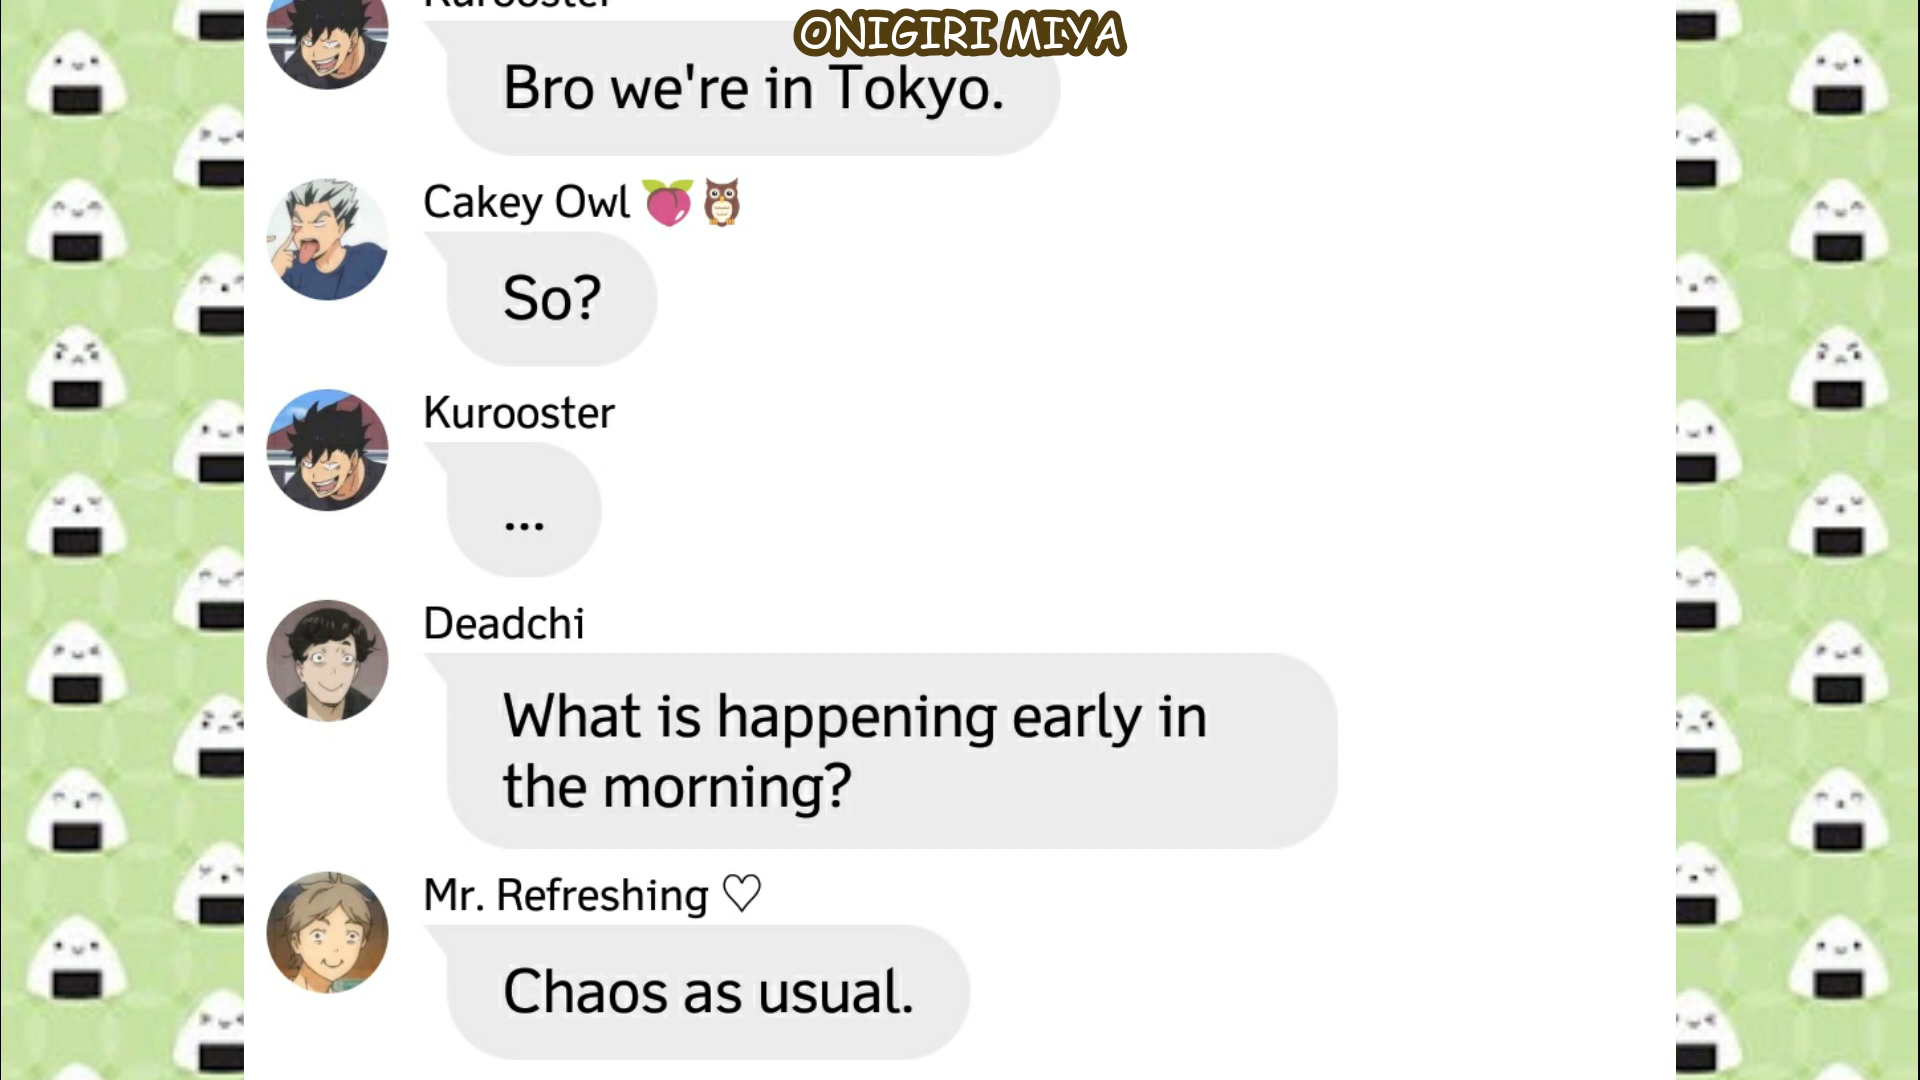 Kurooster
ONIGIRI MIYA
Bro we're in Tokyo.
Cakey Owl 🍑🦉
So?
Kurooster
...
Deadchi
What is happening early in
the morning?
Mr. Refreshing ♡
Chaos as usual.